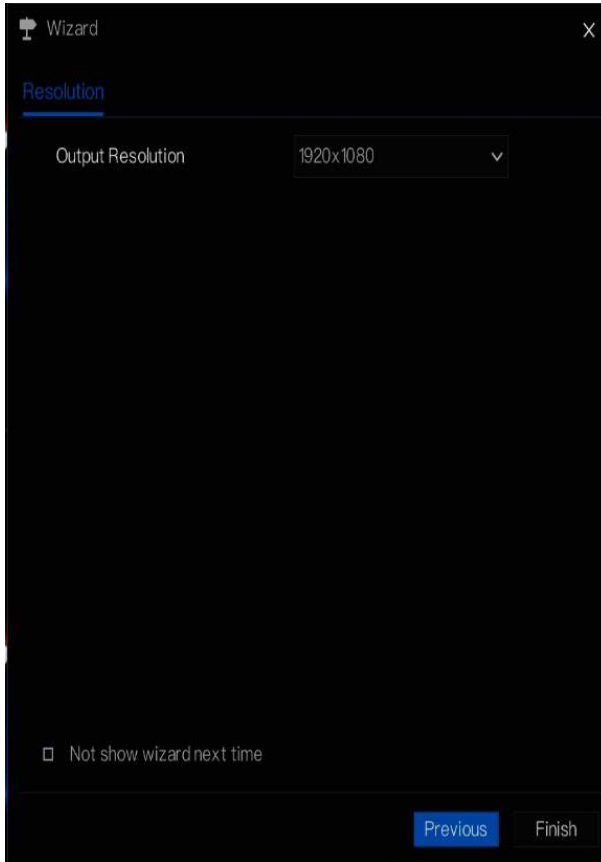 Wizard
X
Resolution
Output Resolution
1920x1080
Not show wizard next time
Previous
Finish